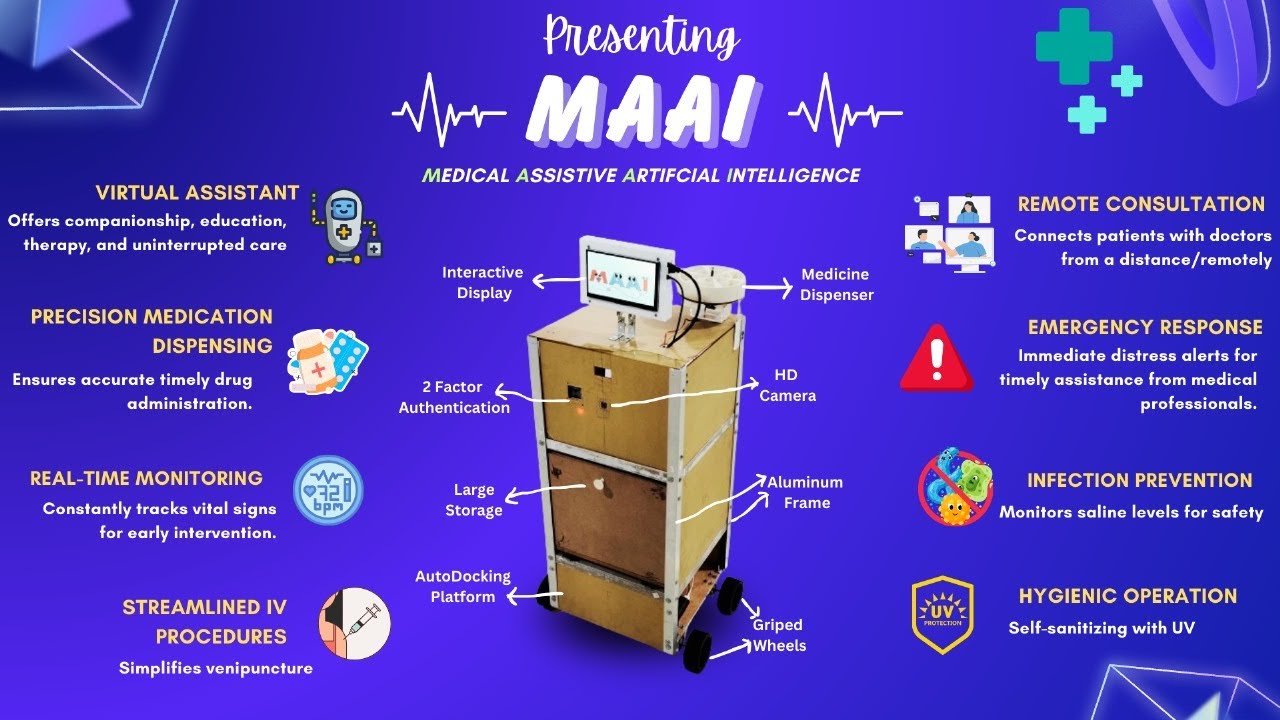 Presenting
MAAI
MEDICAL ASSISTIVE ARTIFCIAL INTELLIGENCE
VIRTUAL ASSISTANT
Offers companionship, education,
therapy, and uninterrupted care
PRECISION MEDICATION
DISPENSING
Ensures accurate timely drug
administration.
REAL-TIME MONITORING
Constantly tracks vital signs
for early intervention.
72
bpm
STREAMLINED IV
PROCEDURES
Simplifies venipuncture
Interactive
Display
MAAI
Medicine
Dispenser
2 Factor
Authentication
HD
Camera
Large
Storage
Aluminum
Frame
AutoDocking
Platform
Griped
Wheels
REMOTE CONSULTATION
Connects patients with doctors
from a distance/remotely
EMERGENCY RESPONSE
Immediate distress alerts for
timely assistance from medical
professionals.
INFECTION PREVENTION
Monitors saline levels for safety
HYGIENIC OPERATION
Self-sanitizing with UV
UV
PROTECTION